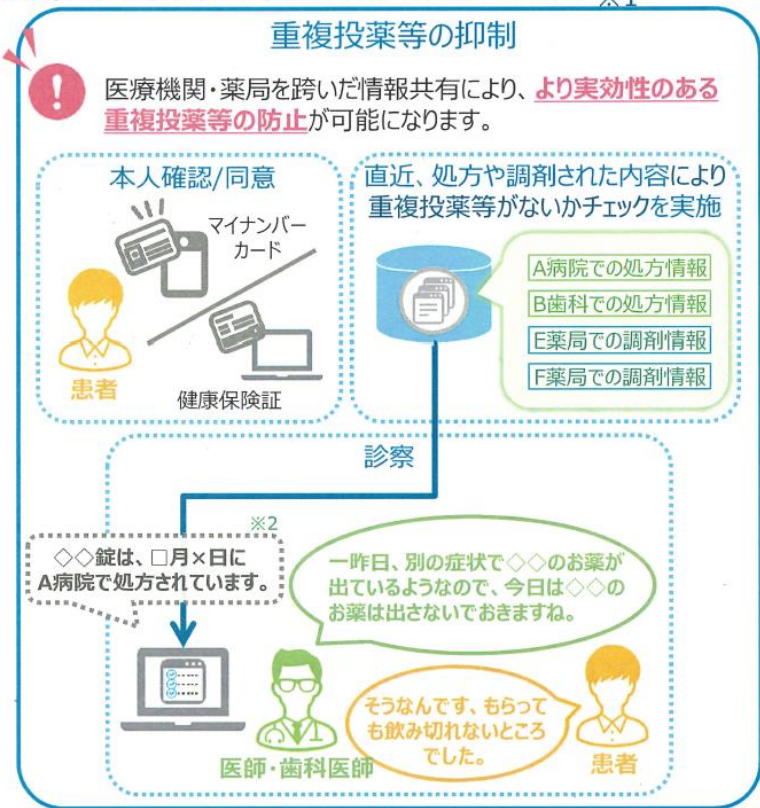 ※1
重複投薬等の抑制
!
医療機関・薬局を跨いだ情報共有により、より実効性のある
重複投薬等の防止が可能になります。
本人確認/同意
マイナンバー
カード
患者
健康保険証
直近、処方や調剤された内容により
重複投薬等がないかチェックを実施
A病院での処方情報
B歯科での処方情報
E薬局での調剤情報
F薬局での調剤情報
診察
※2
◇◇錠は、□月×日に
A病院で処方されています。
一昨日、別の症状で◇◇のお薬が
出ているようなので、今日は◇◇の
お薬は出さないでおきますね。
そうなんです、もらって
も飲み切れないところ
でした。
医師・歯科医師
患者